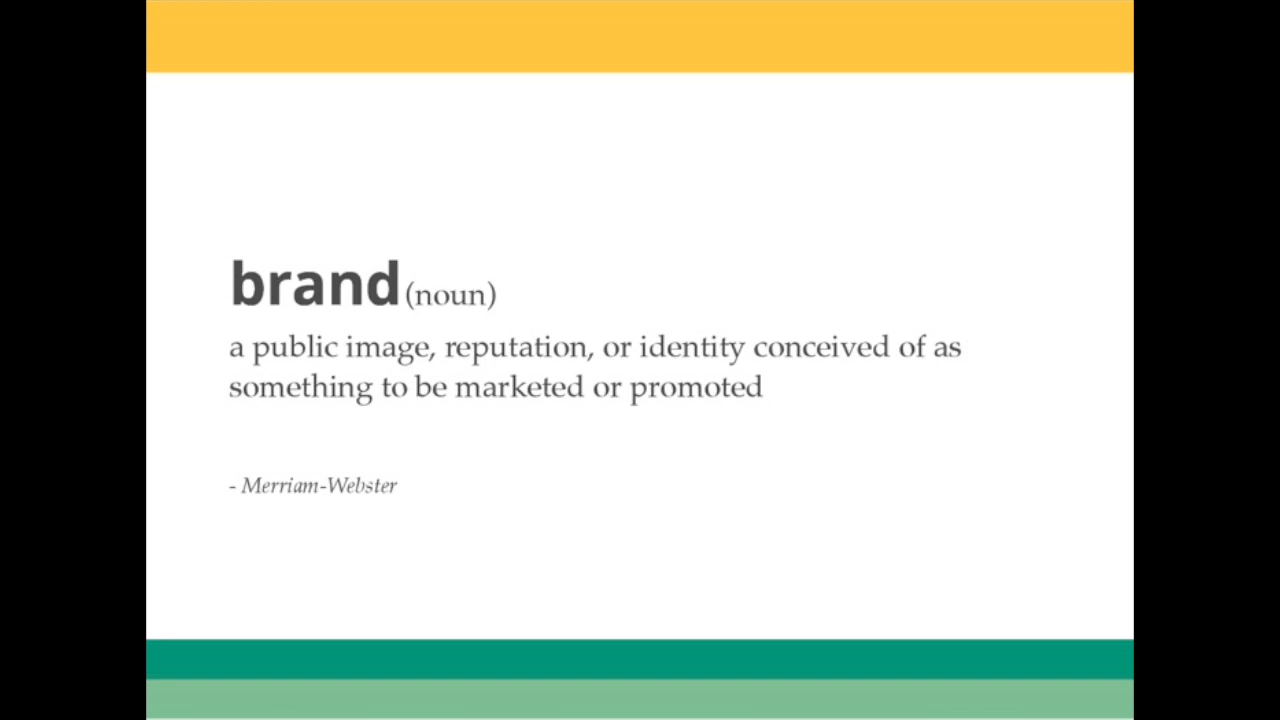 brand (noun)
a public image, reputation, or identity conceived of as
something to be marketed or promoted
- Merriam-Webster